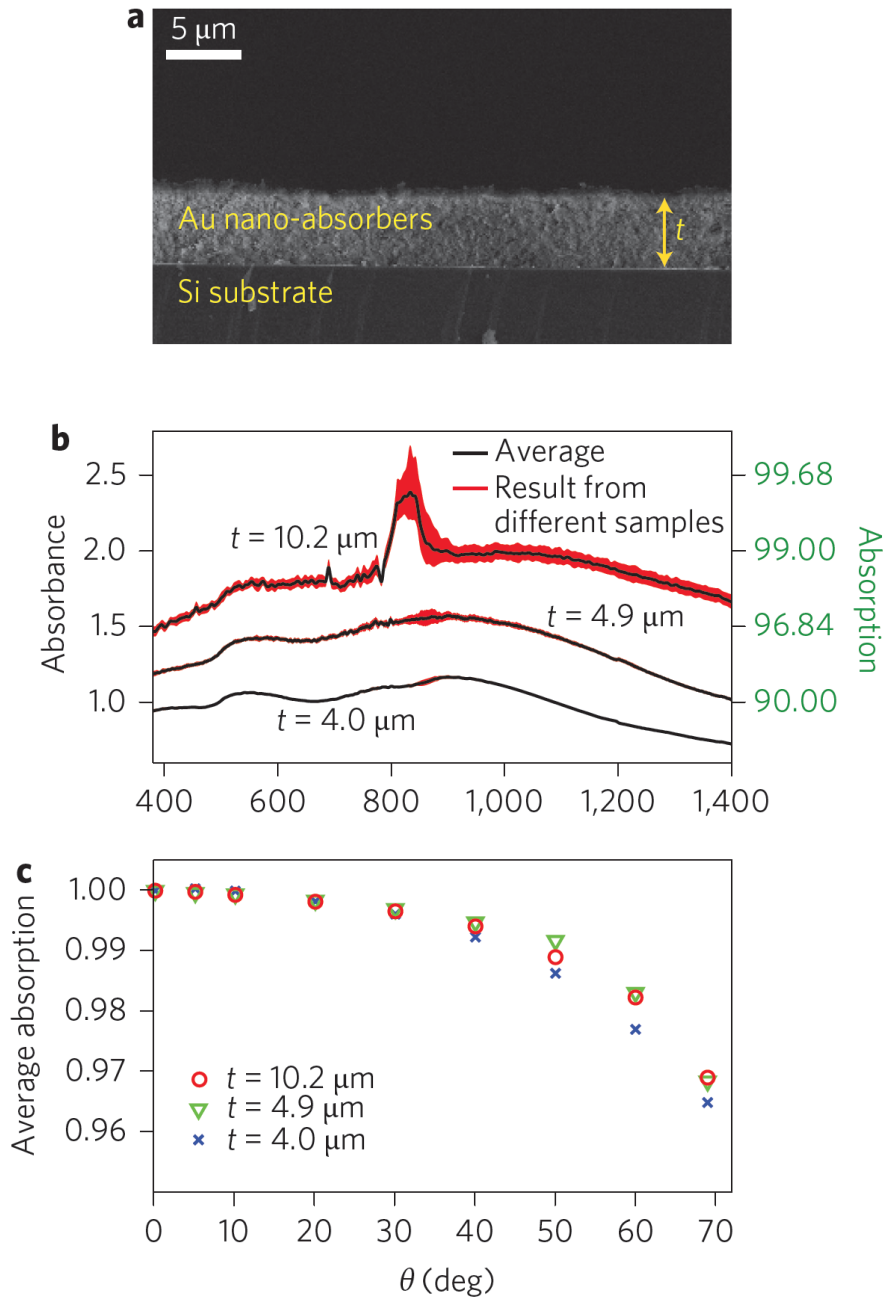 a
5 μm
Au nano-absorbers
t
Si substrate
b
2.5
2.0
1.5
1.0
Absorbance
Average
Result from
different samples
t = 10.2 μm
t = 4.9 μm
t = 4.0 μm
99.68
99.00
96.84
90.00
Absorption
400
600
800
1,000
1,200
1,400
c
1.00
0.99
0.98
0.97
0.96
Average absorption
t = 10.2 μm
t = 4.9 μm
t = 4.0 μm
0
10
20
30
40
50
60
70
θ (deg)